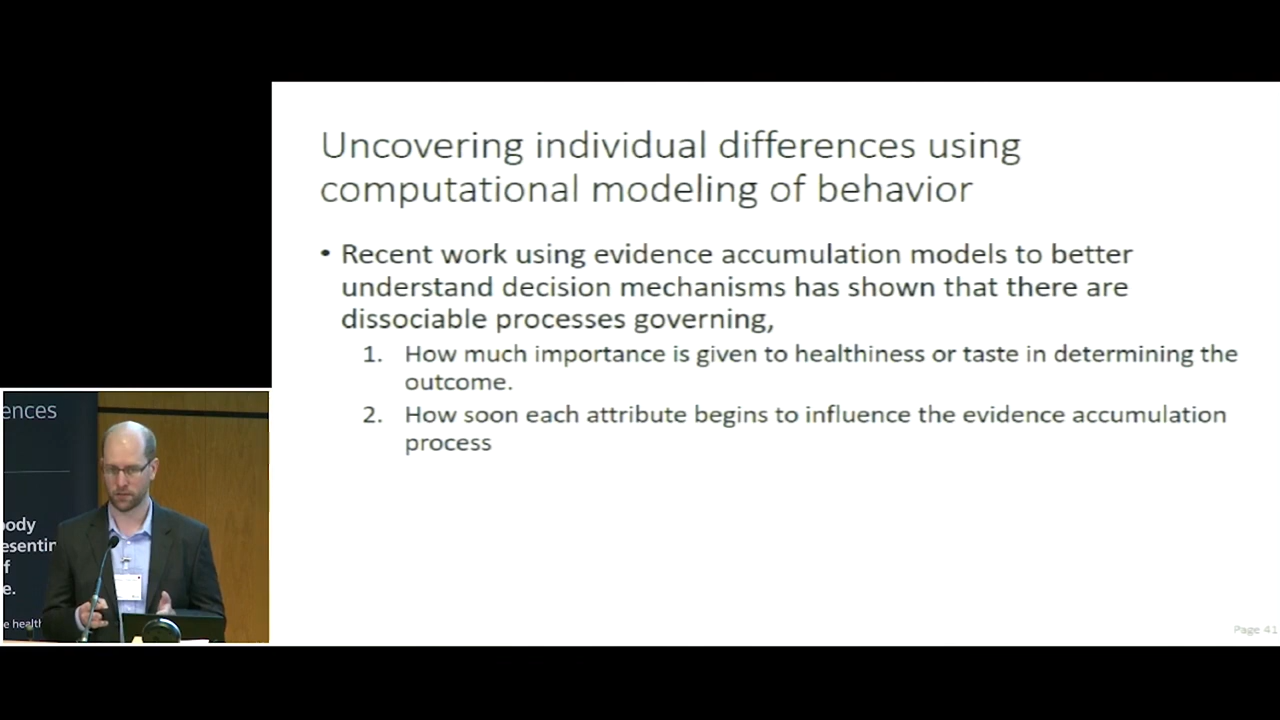 Uncovering individual differences using
computational modeling of behavior
• Recent work using evidence accumulation models to better
understand decision mechanisms has shown that there are
dissociable processes governing,
1. How much importance is given to healthiness or taste in determining the
outcome.
2. How soon each attribute begins to influence the evidence accumulation
process
Page 41
ences
body
esentin
f
e.
e healt